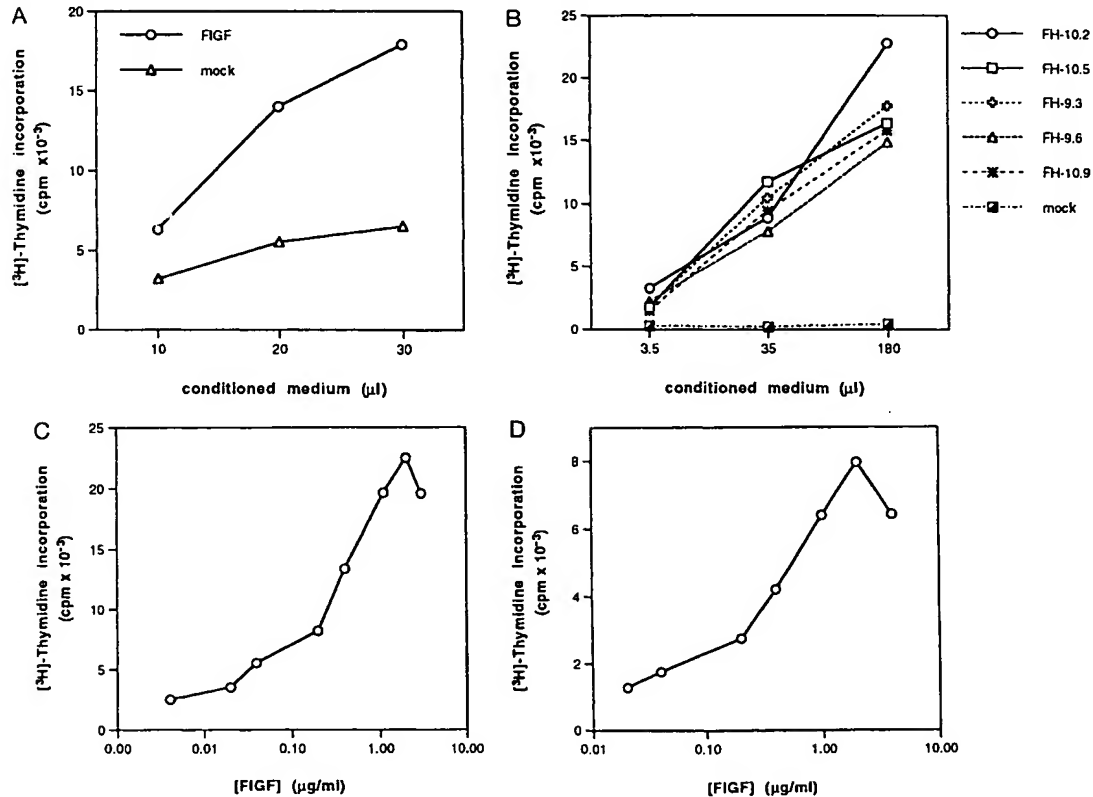 A
[³H]-Thymidine incorporation
(cpm x10⁻³)
20
15
10
5
0
FIGF
mock
10 20 30
conditioned medium (µl)
B
[³H]-Thymidine incorporation
(cpm x10⁻³)
25
20
15
10
5
0
3.5 35 180
conditioned medium (µl)
FH-10.2
FH-10.5
FH-9.3
FH-9.6
FH-10.9
mock
C
[³H]-Thymidine incorporation
(cpm x 10⁻³)
25
20
15
10
5
0
0.00 0.01 0.10 1.00 10.00
[FIGF] (µg/ml)
D
[³H]-Thymidine incorporation
(cpm x 10⁻³)
8
6
4
2
0
0.01 0.10 1.00 10.00
[FIGF] (µg/ml)